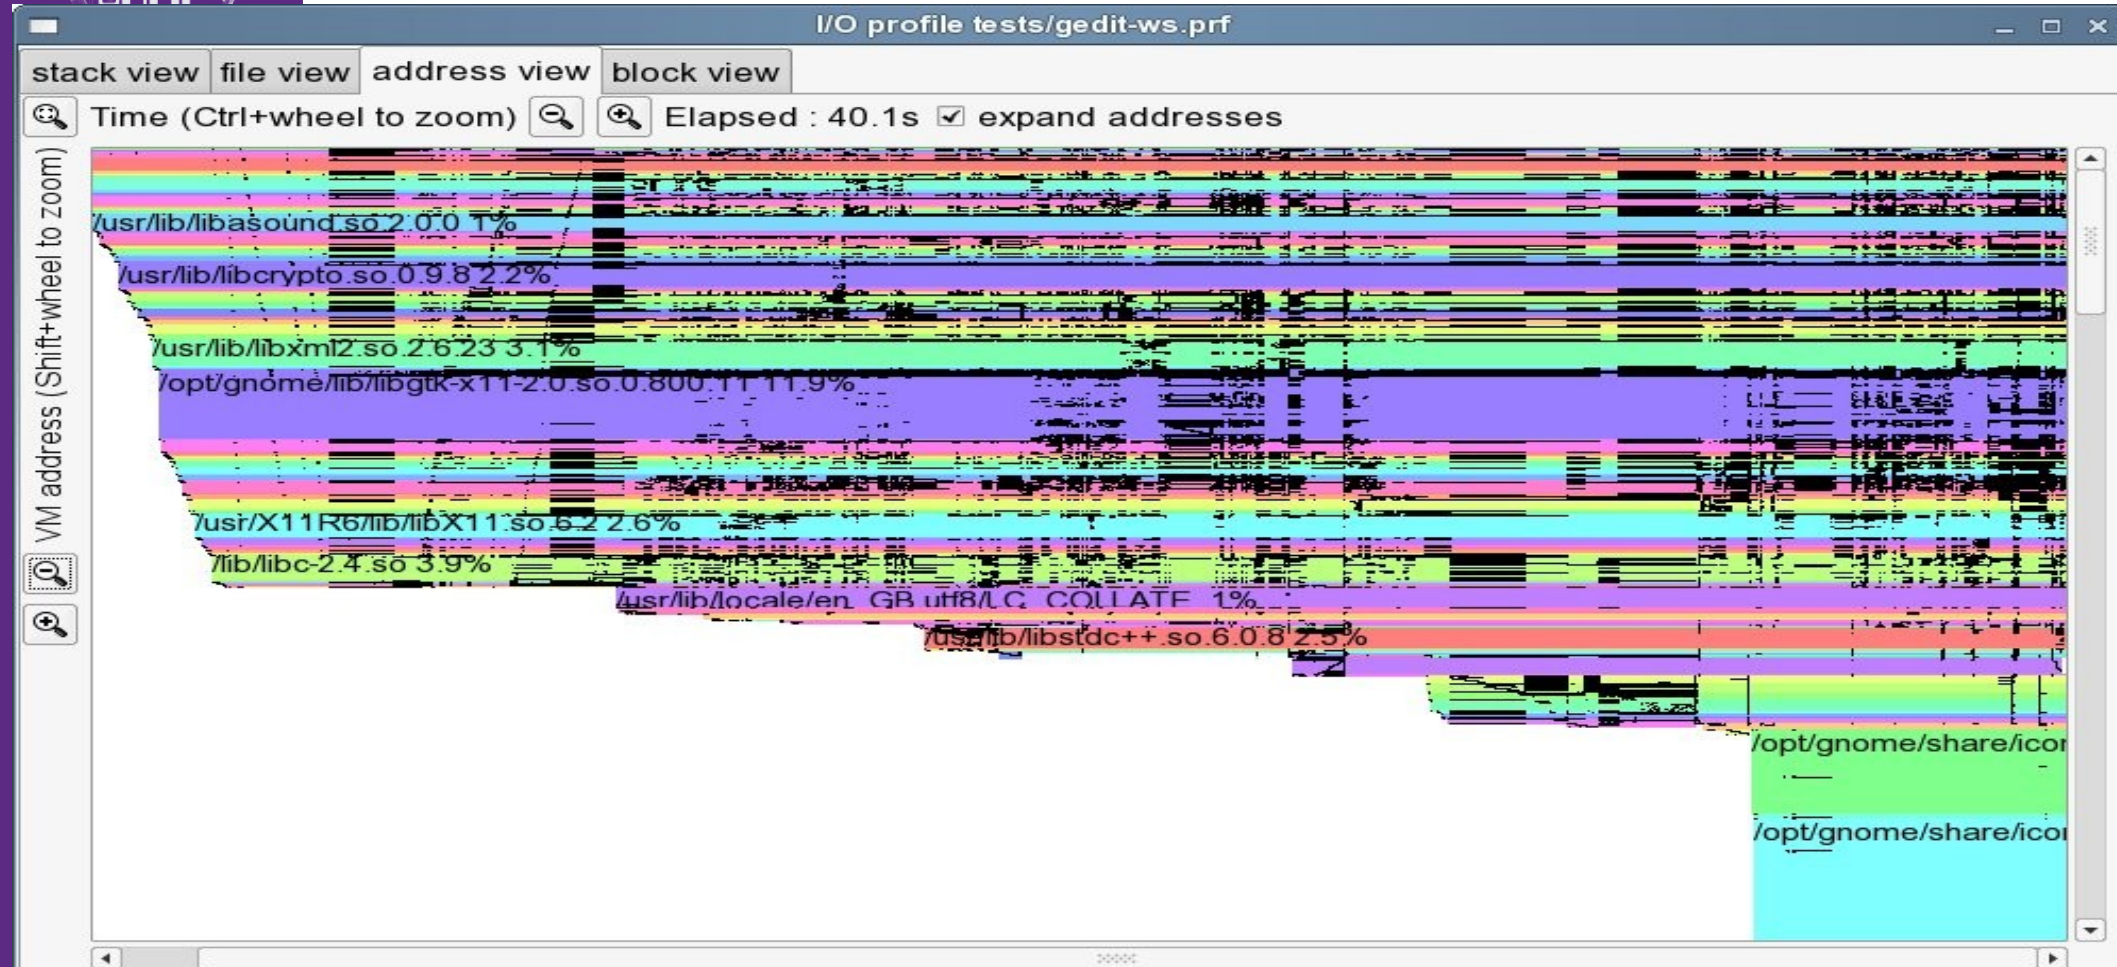 I/O profile tests/gedit-ws.prf
stack view file view address view block view
Time (Ctrl+wheel to zoom) Elapsed : 40.1s expand addresses
VM address (Shift+wheel to zoom)
/usr/lib/libasound.so.2.0.0 1%
/usr/lib/libcrypto.so.0.9.8 2.2%
/usr/lib/libxml2.so.2.6.23 3.1%
/opt/gnome/lib/libgtk-x11-2.0.so.0.800.11 11.9%
/usr/X11R6/lib/libX11.so.6.2 2.6%
/lib/libc-2.4.so 3.9%
/usr/lib/locale/en_GB.utf8/LC_COLLATE 1%
/usr/lib/libstdc++.so.6.0.8 2.5%
/opt/gnome/share/icon
/opt/gnome/share/icon